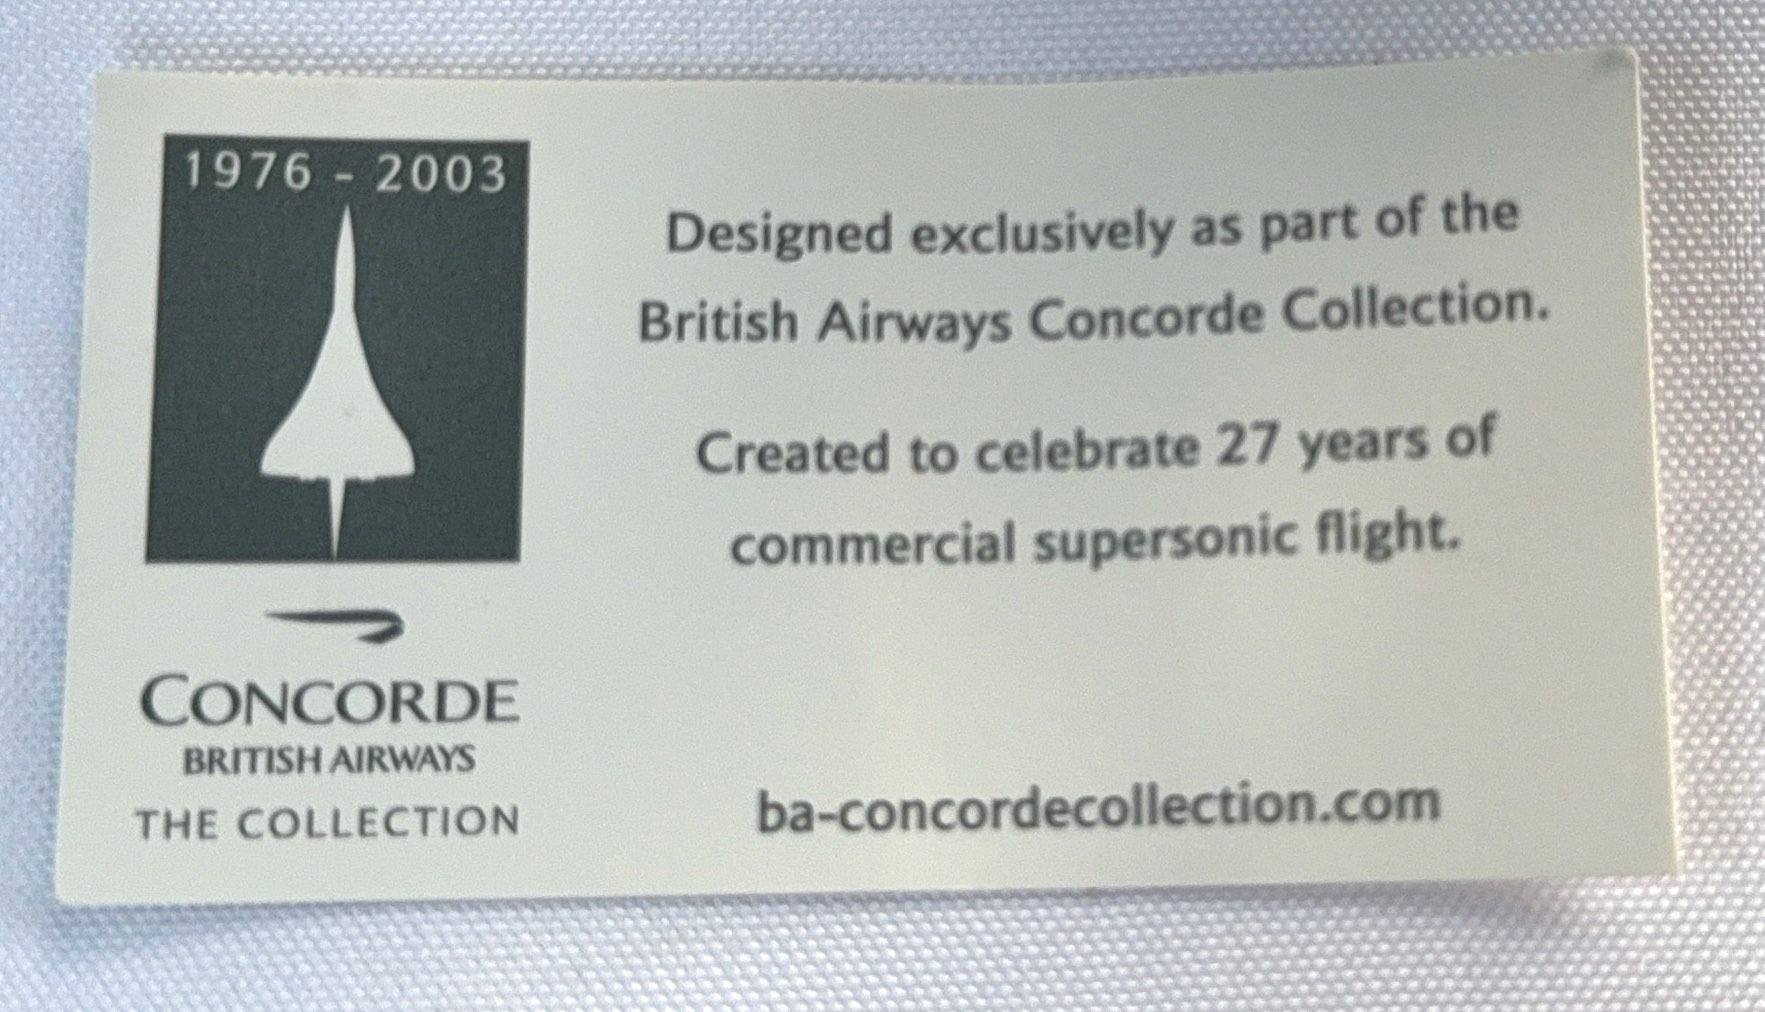 1976 - 2003
CONCORDE
BRITISH AIRWAYS
THE COLLECTION
Designed exclusively as part of the
British Airways Concorde Collection.
Created to celebrate 27 years of
commercial supersonic flight.
ba-concordecollection.com